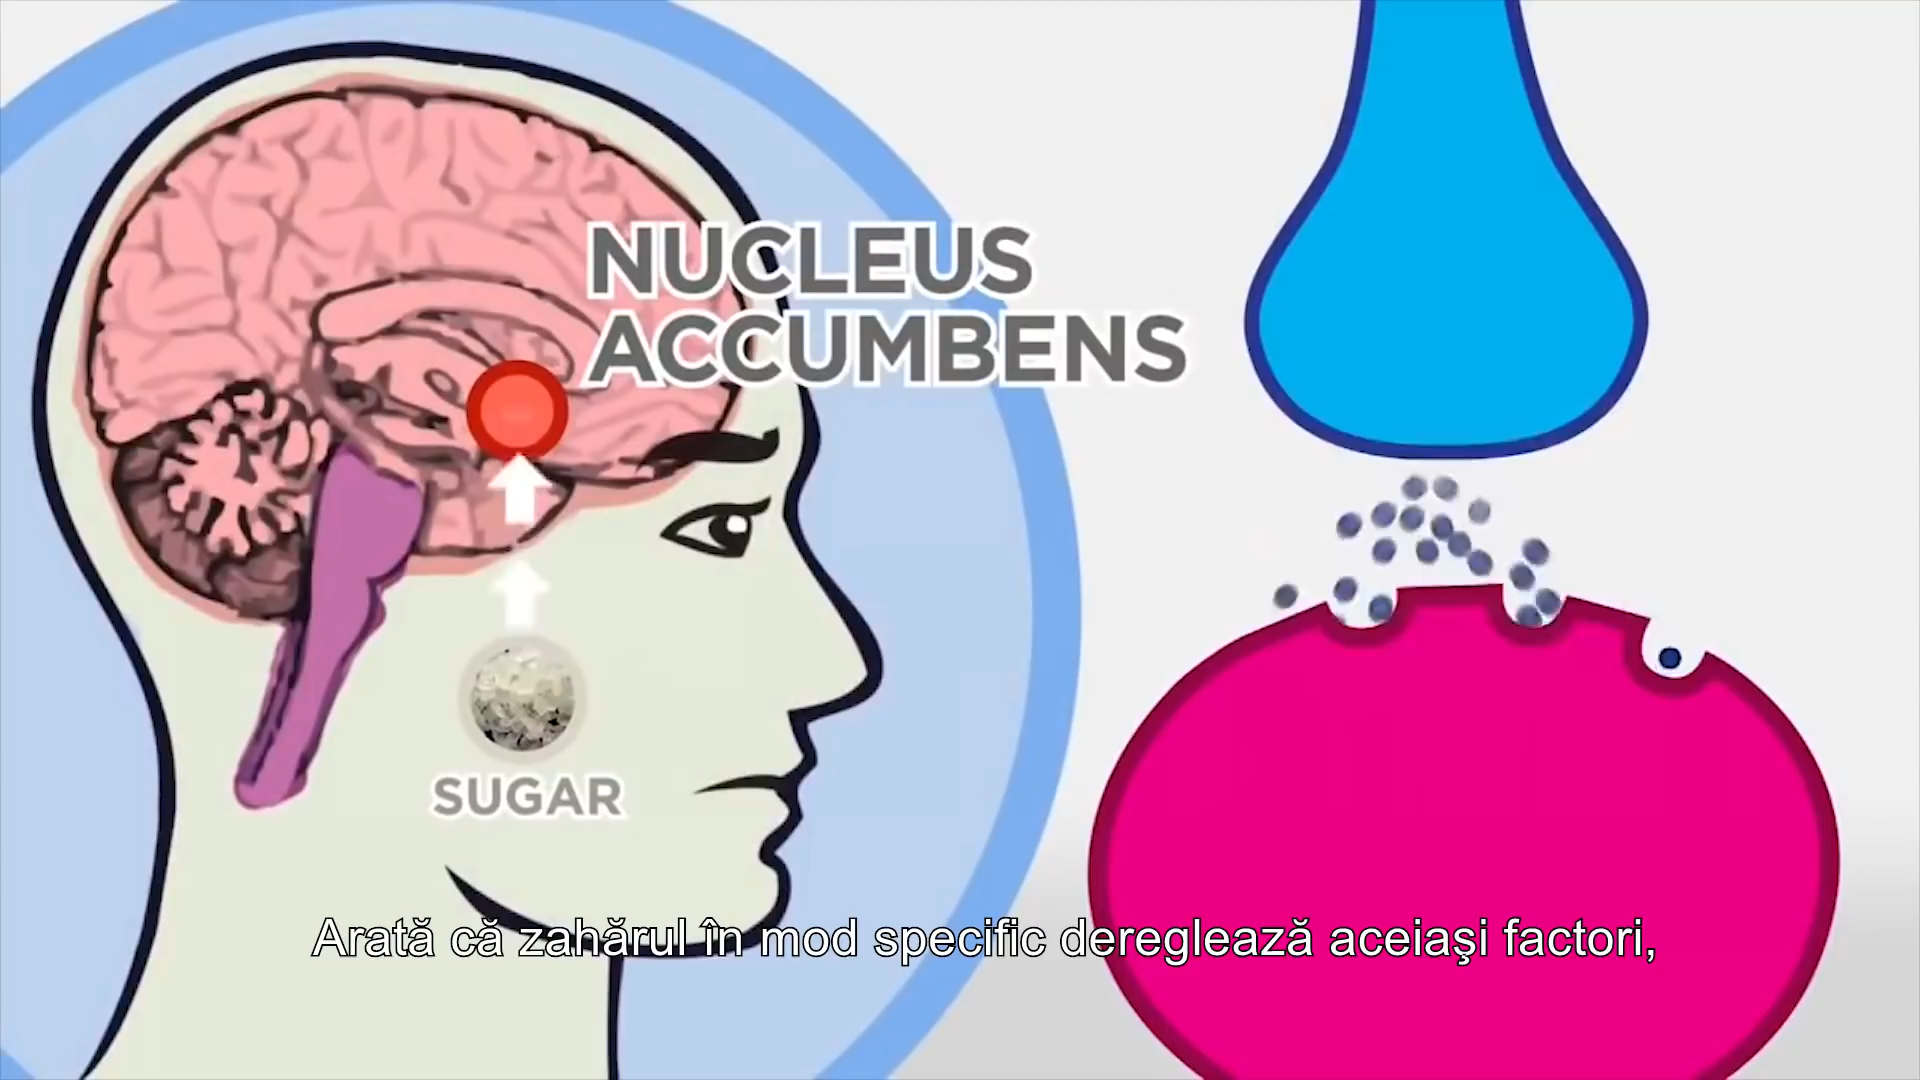 NUCLEUS
ACCUMBENS
SUGAR
Arată că zahărul în mod specific dereglează aceiaşi factori,